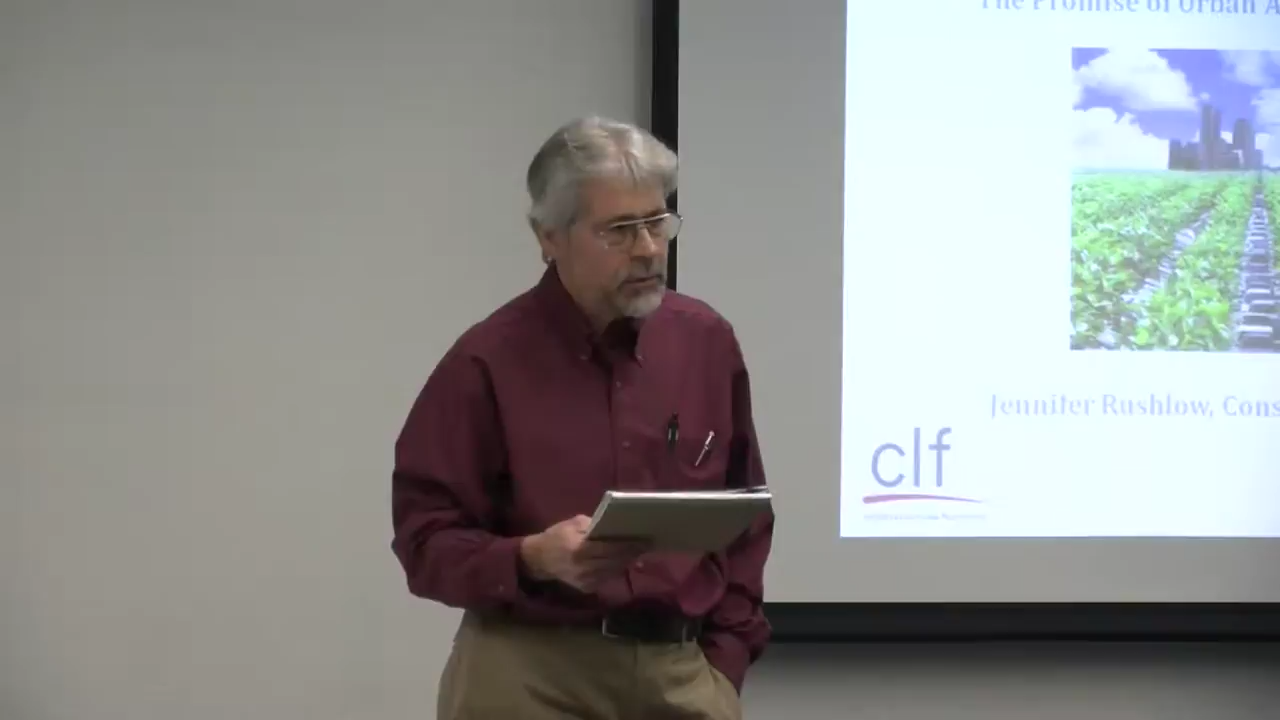 The Promise of Urban A
Jennifer Rushlow, Cons
clf